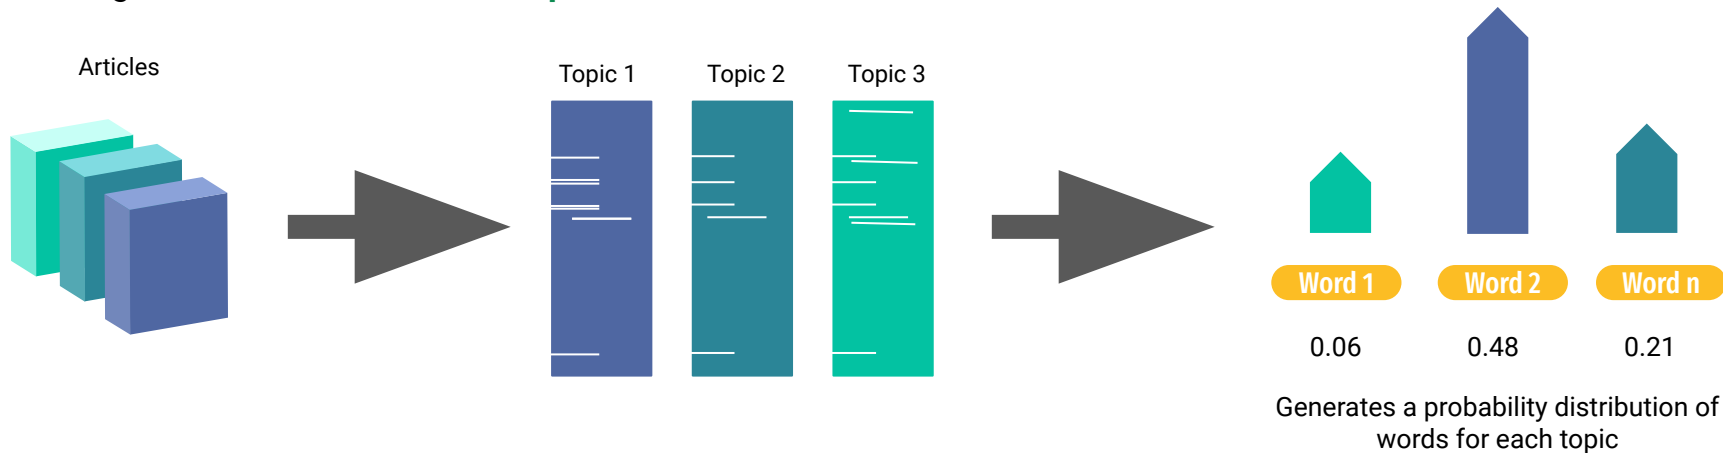 Articles
Topic 1
Topic 2
Topic 3
Word 1
Word 2
Word n
0.06
0.48
0.21
Generates a probability distribution of
words for each topic